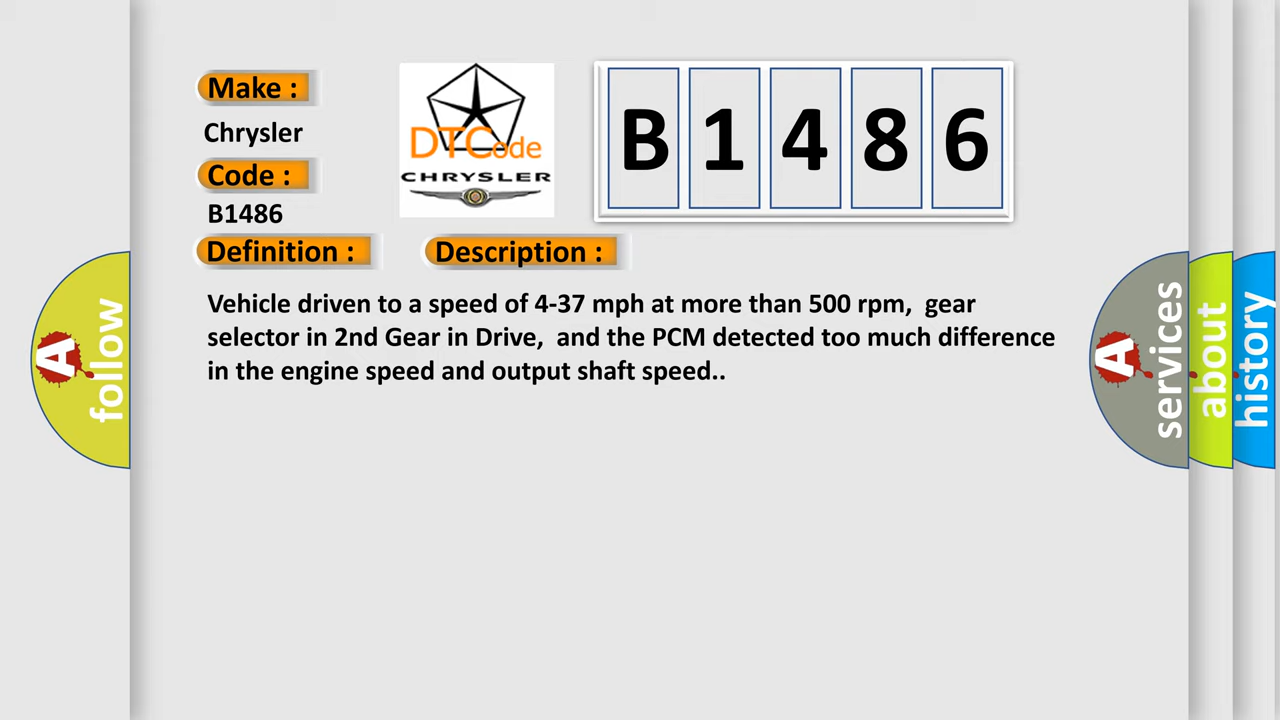 Make :
Chrysler
Code :
B1486
Definition :
Description :
DTCode
CHRYSLER
B 1 4 8 6
Vehicle driven to a speed of 4-37 mph at more than 500 rpm, gear
selector in 2nd Gear in Drive, and the PCM detected too much difference
in the engine speed and output shaft speed..
A follow
A services
about
history